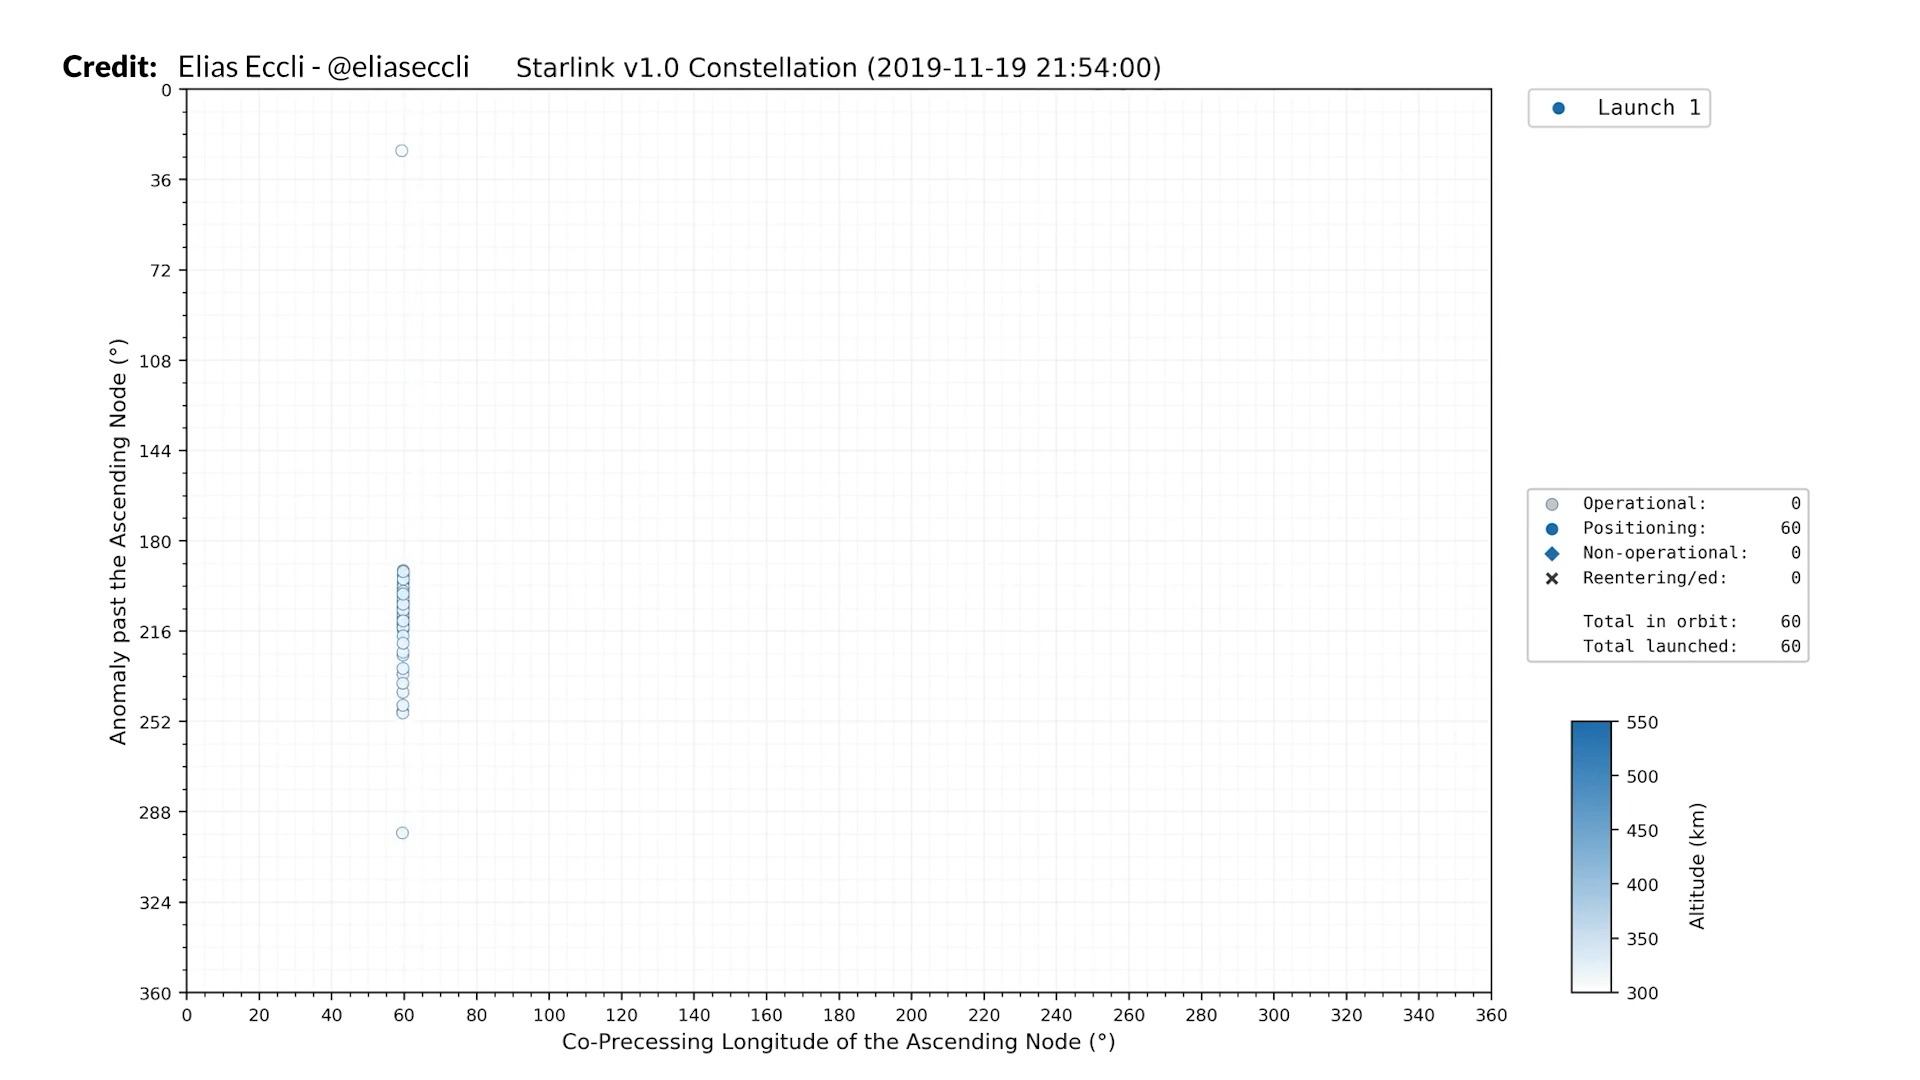 Credit: Elias Eccli - @eliaseccli
Starlink v1.0 Constellation (2019-11-19 21:54:00)
Launch 1
Anomaly past the Ascending Node (°)
0
36
72
108
144
180
216
252
288
324
360
0 20 40 60 80 100 120 140 160 180 200 220 240 260 280 300 320 340 360
Co-Precessing Longitude of the Ascending Node (°)
Operational: 0
Positioning: 60
Non-operational: 0
Reentering/ed: 0
Total in orbit: 60
Total launched: 60
550
500
450
400
350
300
Altitude (km)